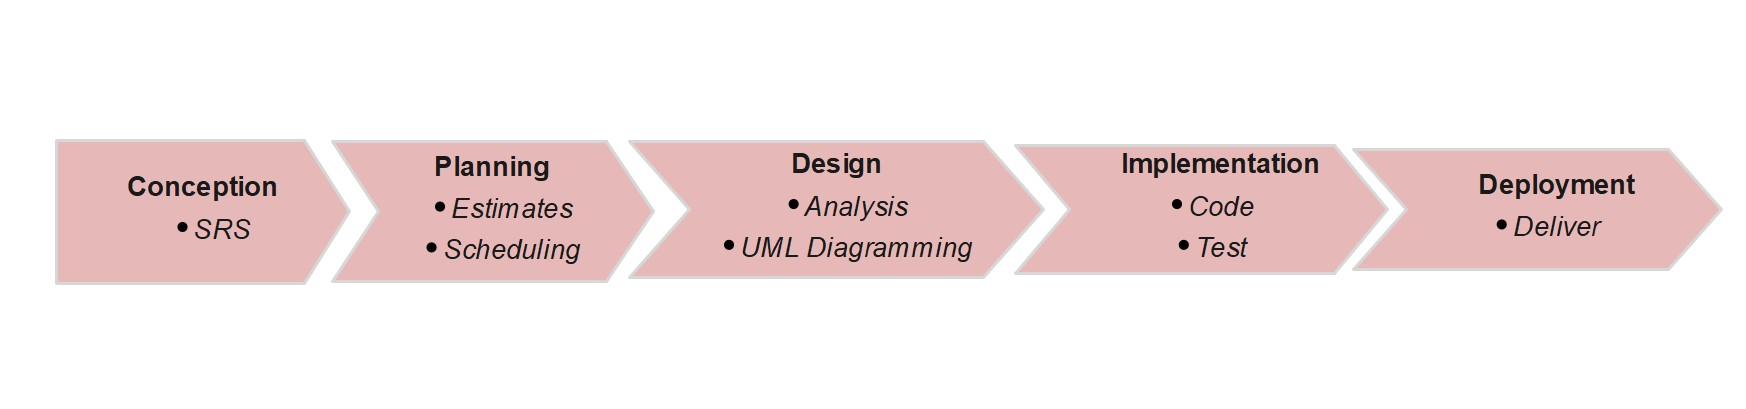 Conception
• SRS
Planning
• Estimates
• Scheduling
Design
• Analysis
• UML Diagramming
Implementation
• Code
• Test
Deployment
• Deliver